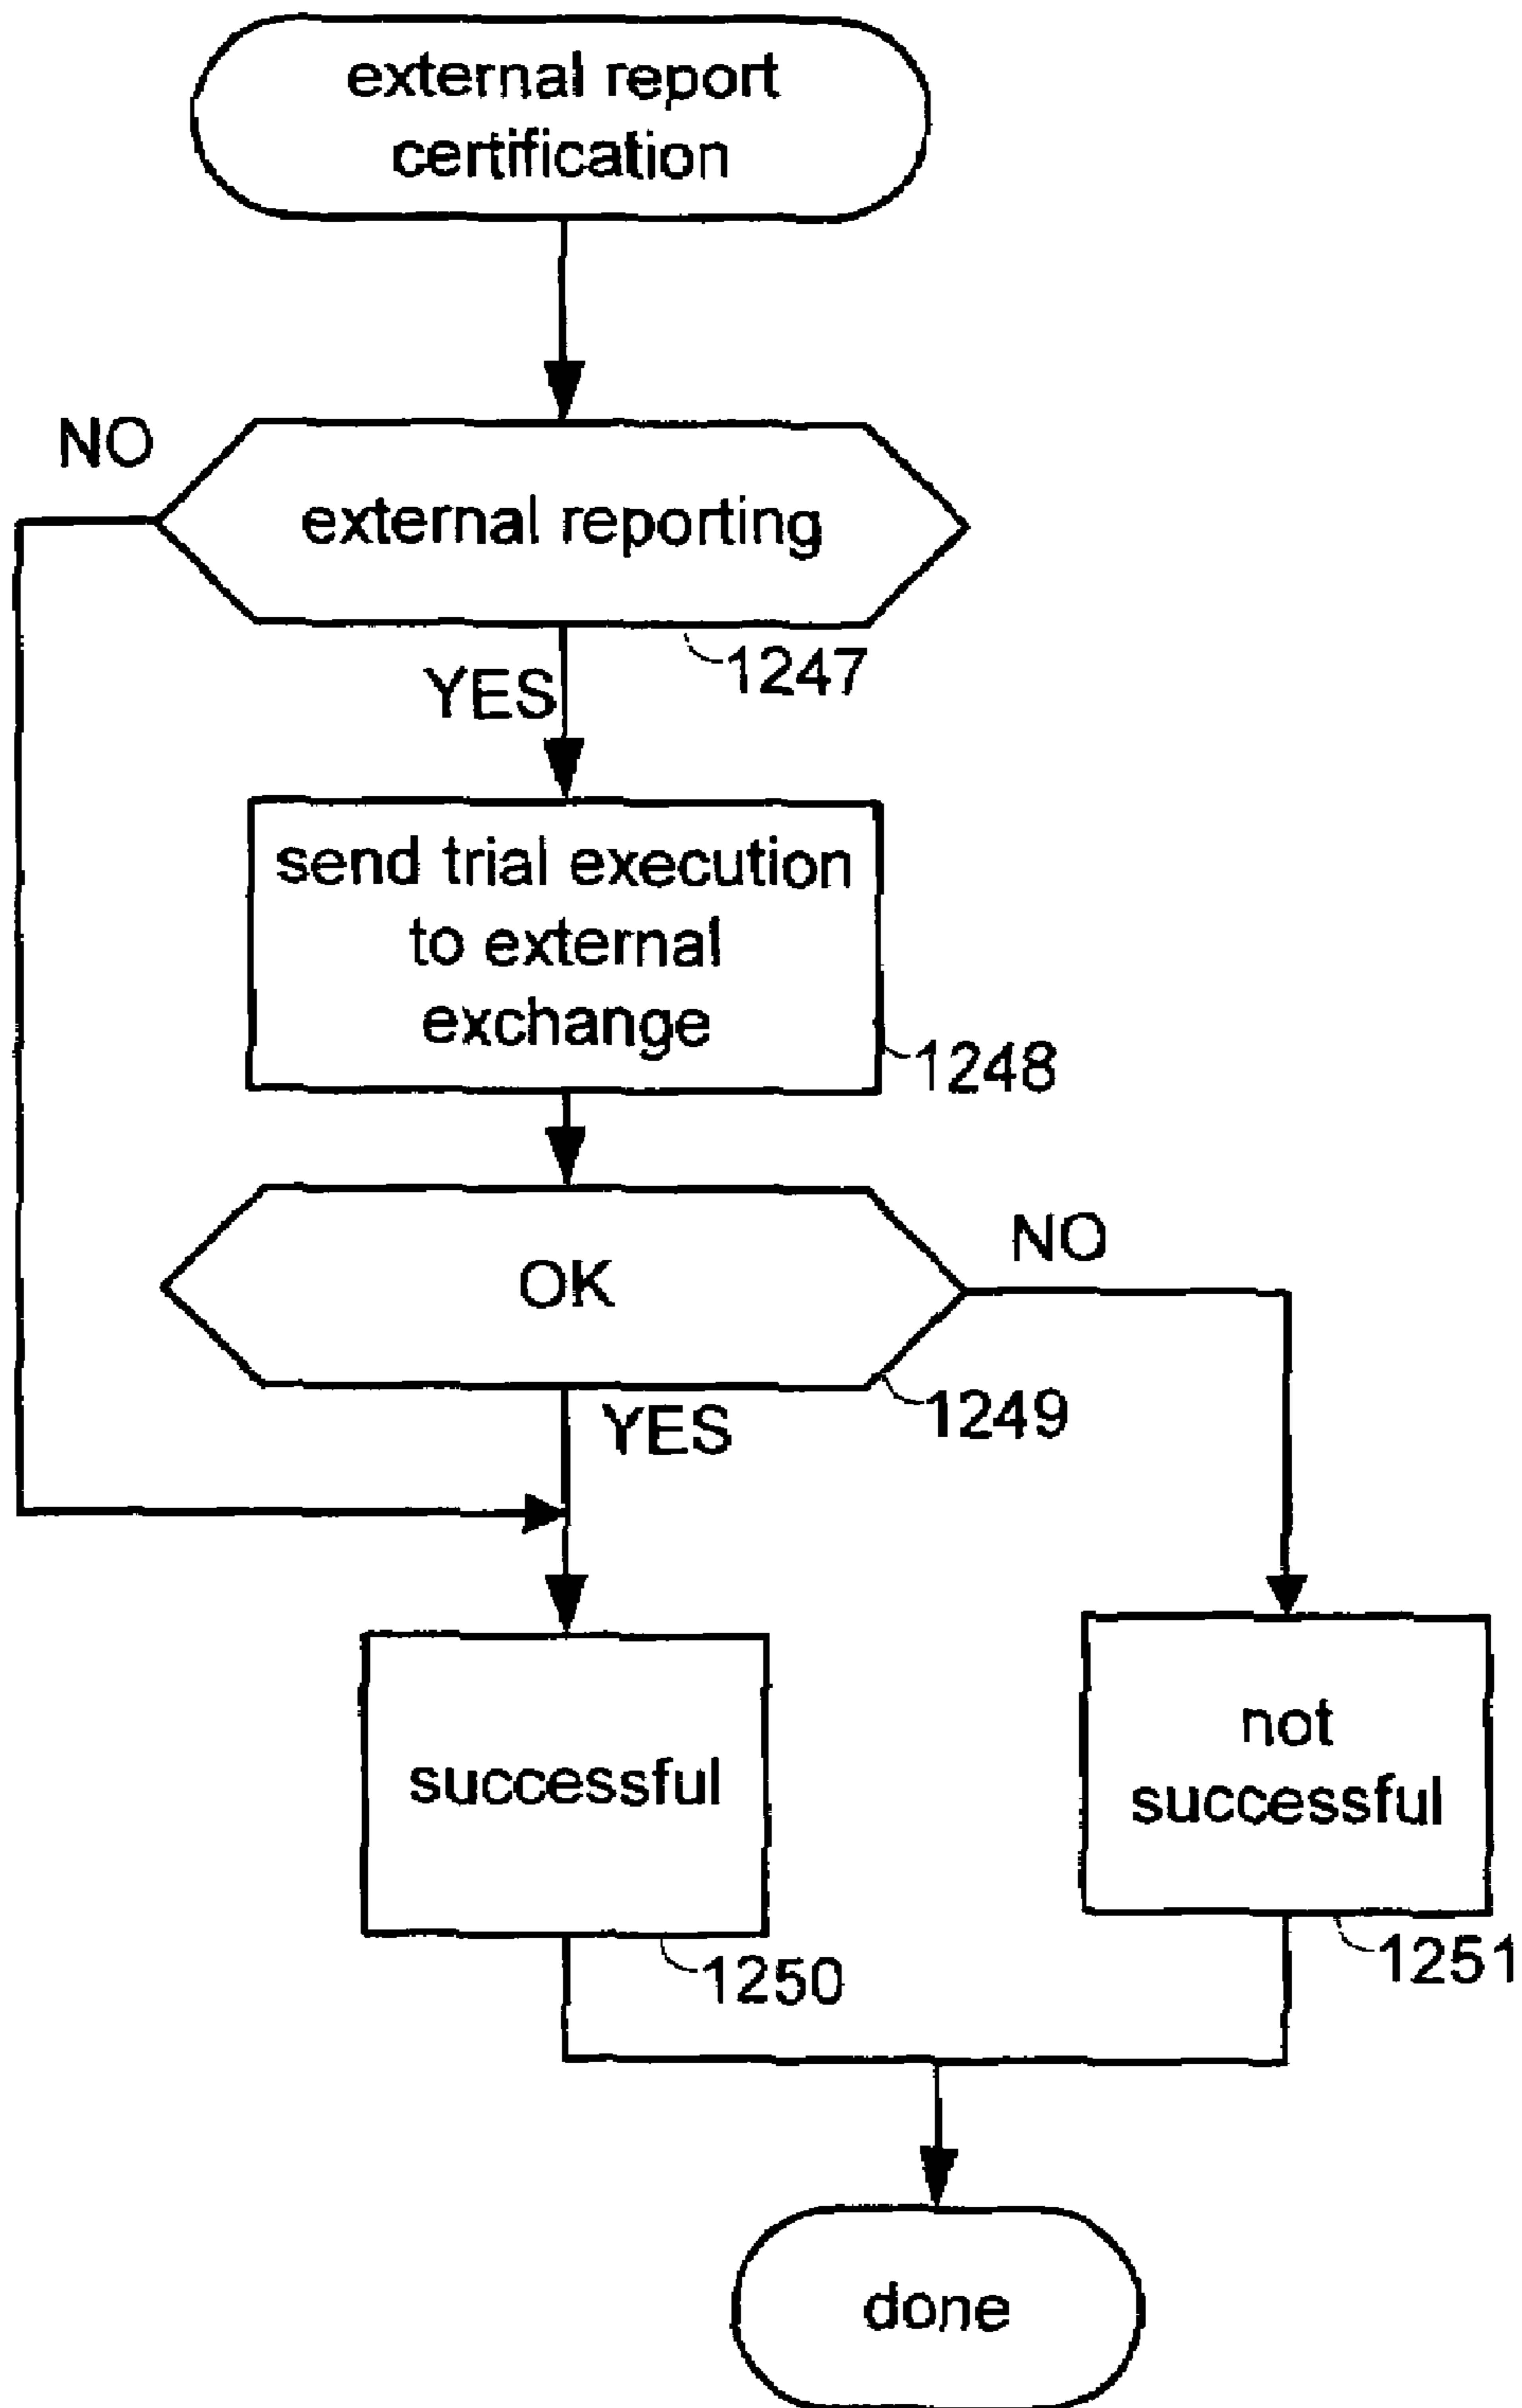 external report
certification
NO
external reporting
1247
YES
send trial execution
to external
exchange
1248
NO
OK
1249
YES
successful
1250
not
successful
1251
done